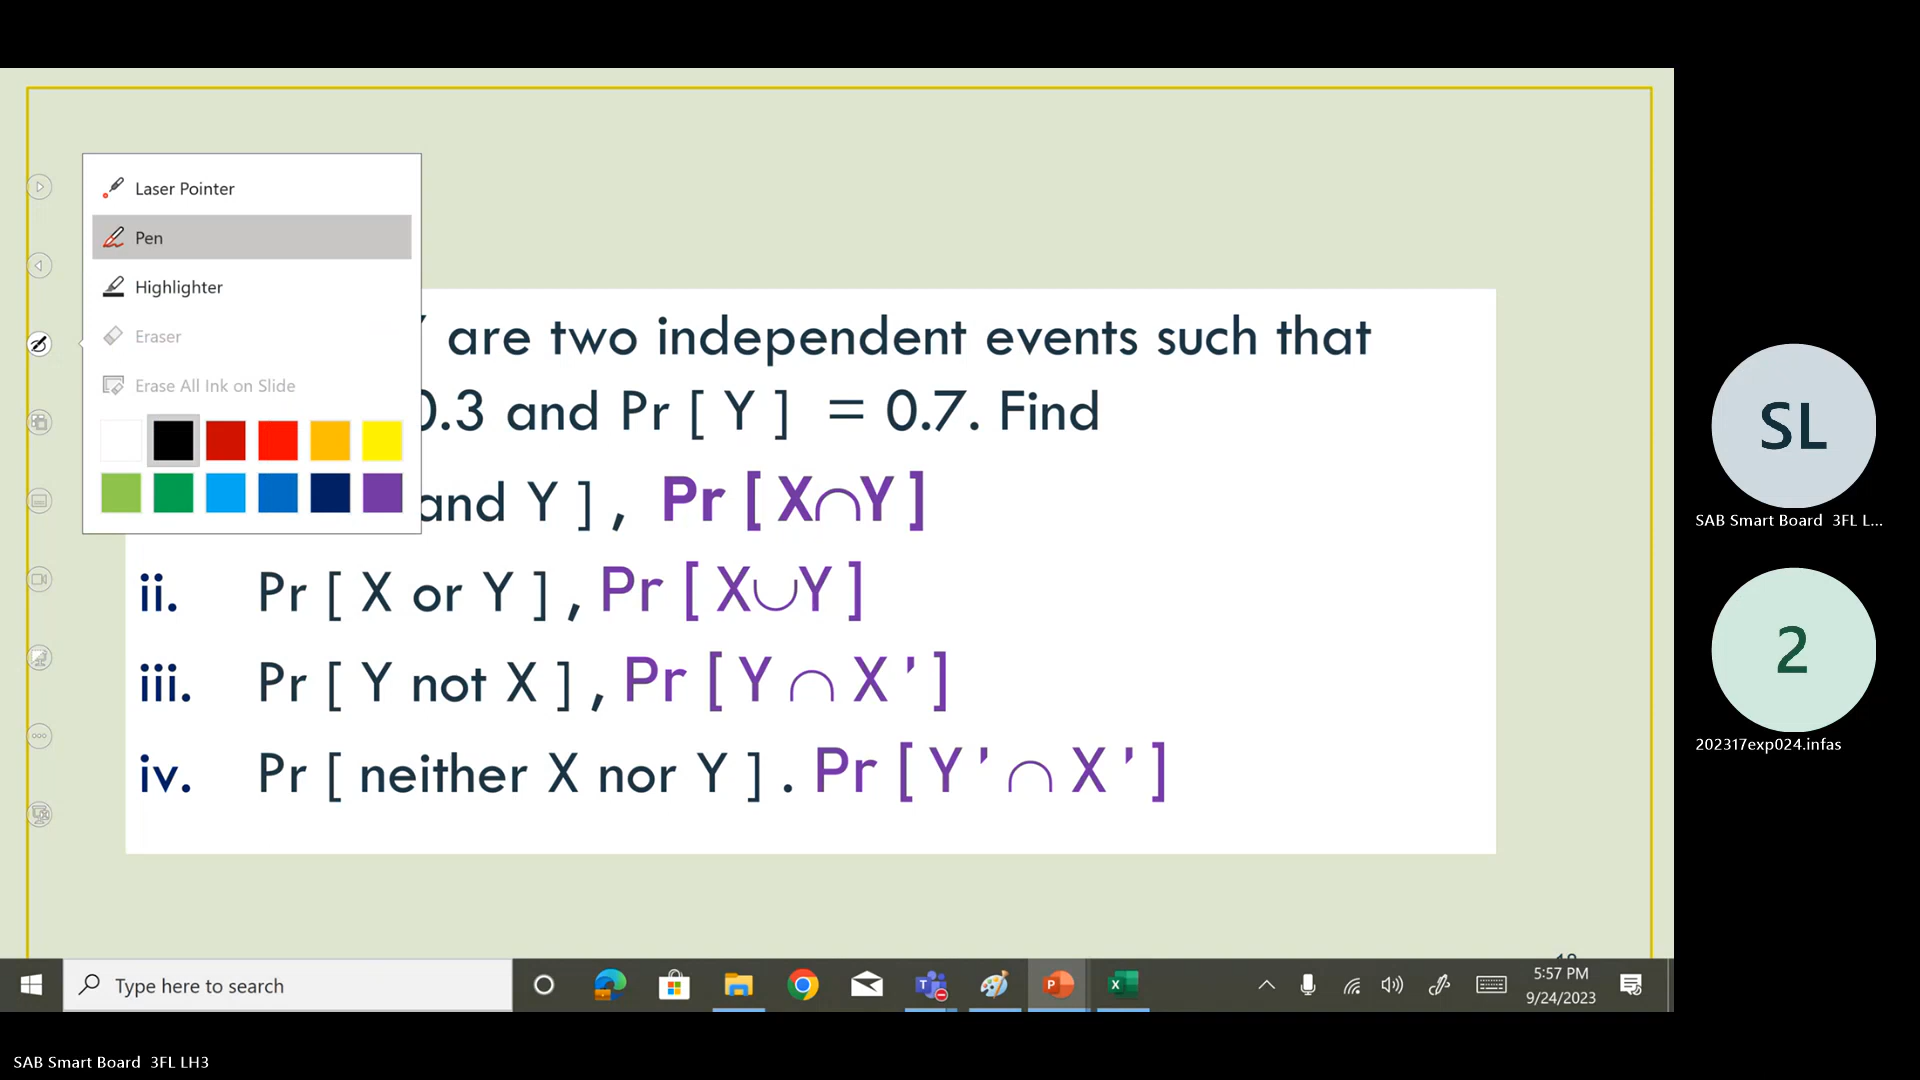 Laser Pointer
Pen
Highlighter
Eraser
Erase All Ink on Slide
are two independent events such that
0.3 and Pr [ Y ] = 0.7. Find
and Y ] , Pr [ X∩Y ]
ii. Pr [ X or Y ] , Pr [ X∪Y ]
iii. Pr [ Y not X ] , Pr [ Y ∩ X ’ ]
iv. Pr [ neither X nor Y ] . Pr [ Y ’ ∩ X ’ ]
SL
SAB Smart Board 3FL L...
2
202317exp024.infas
Type here to search
5:57 PM
9/24/2023
SAB Smart Board 3FL LH3